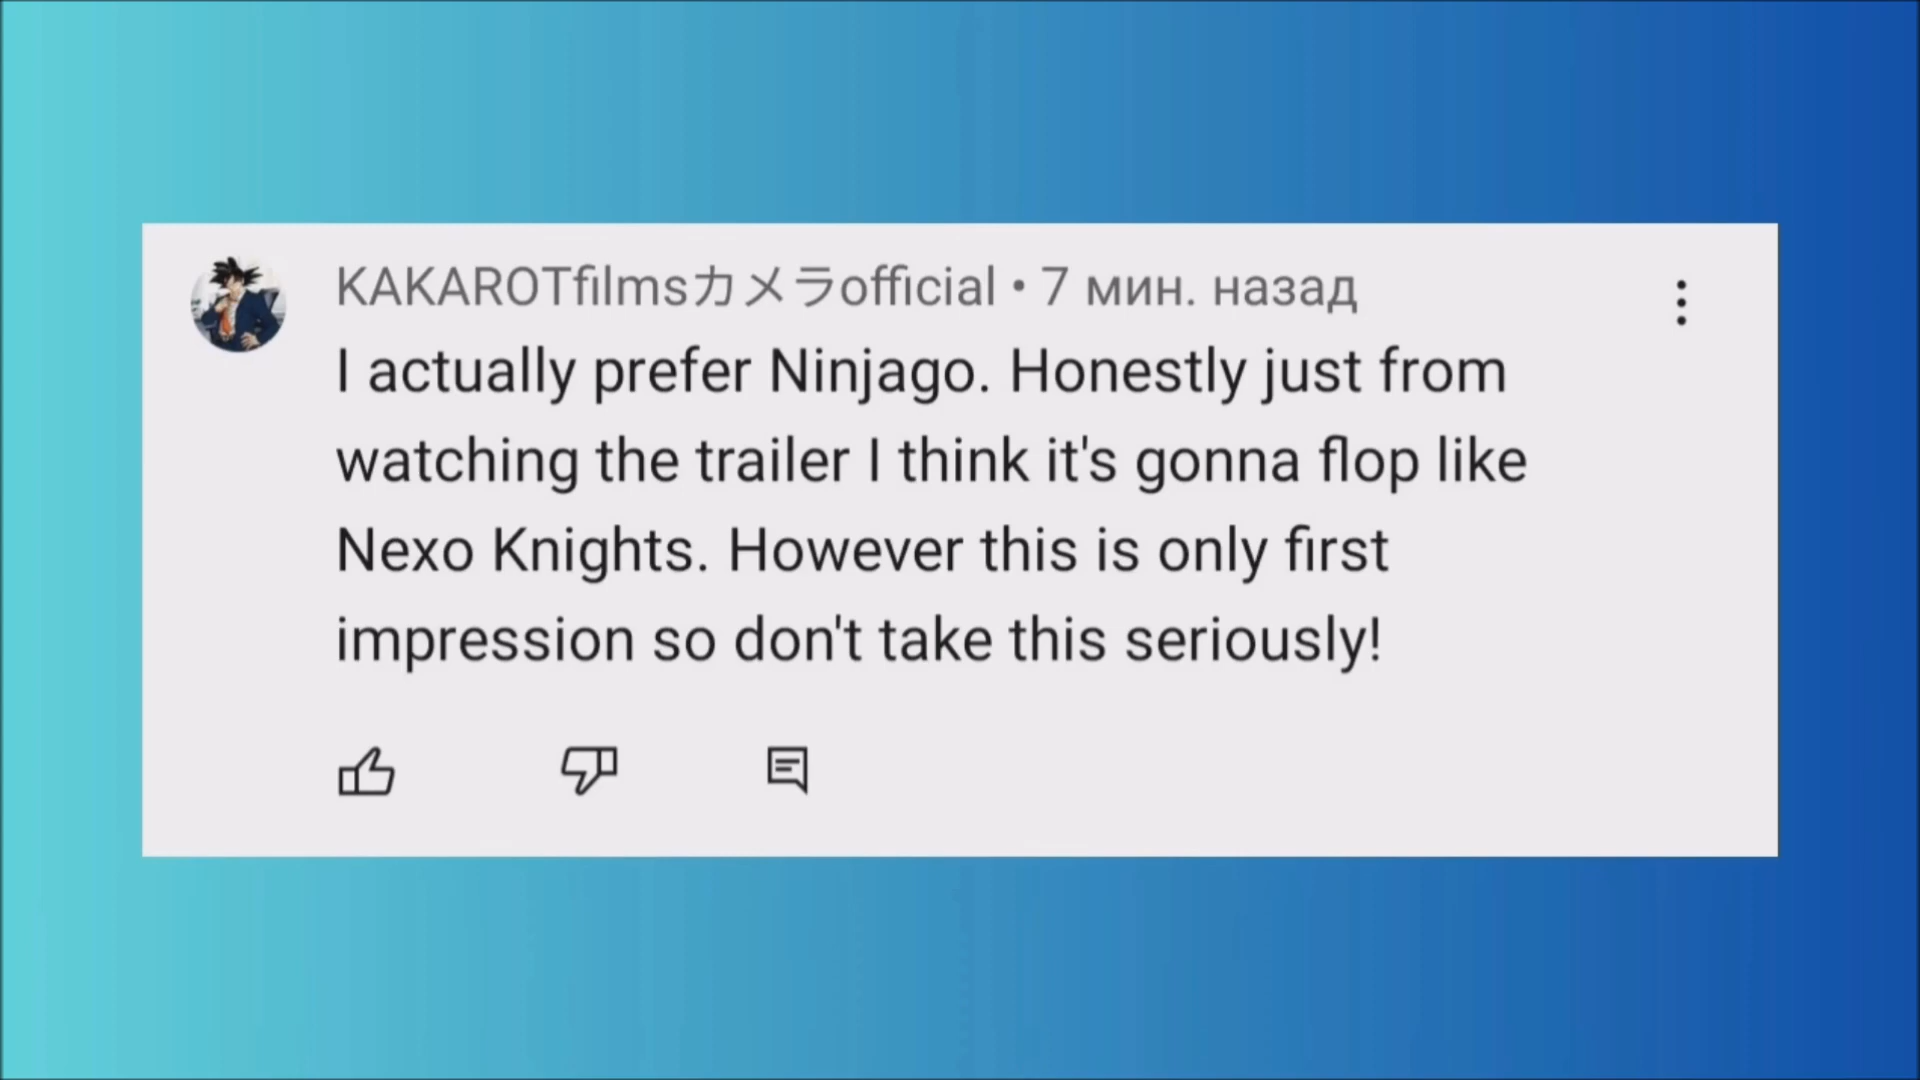 KAKAROTfilmsカメラofficial • 7 мин. назад
I actually prefer Ninjago. Honestly just from
watching the trailer I think it's gonna flop like
Nexo Knights. However this is only first
impression so don't take this seriously!